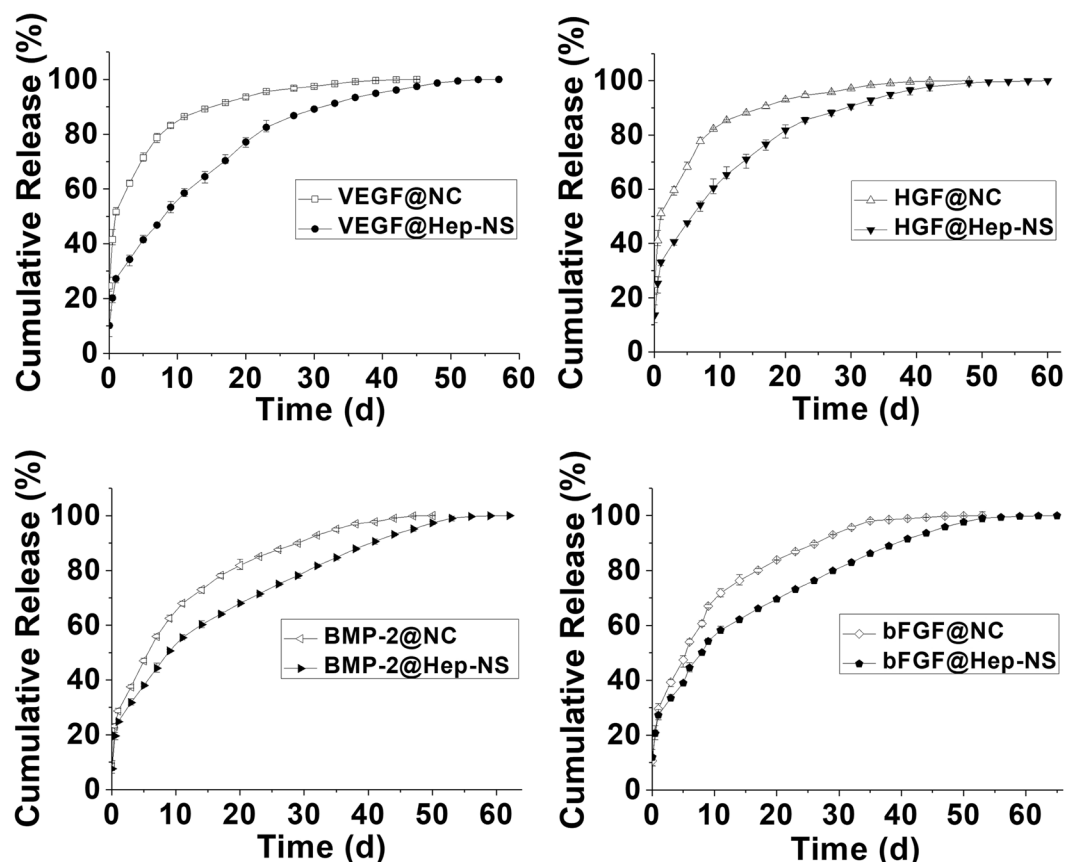 Cumulative Release (%)
100
80
60
40
20
0
VEGF@NC
VEGF@Hep-NS
0 10 20 30 40 50 60
Time (d)
Cumulative Release (%)
100
80
60
40
20
0
HGF@NC
HGF@Hep-NS
0 10 20 30 40 50 60
Time (d)
Cumulative Release (%)
100
80
60
40
20
0
BMP-2@NC
BMP-2@Hep-NS
0 10 20 30 40 50 60
Time (d)
Cumulative Release (%)
100
80
60
40
20
0
bFGF@NC
bFGF@Hep-NS
0 10 20 30 40 50 60
Time (d)